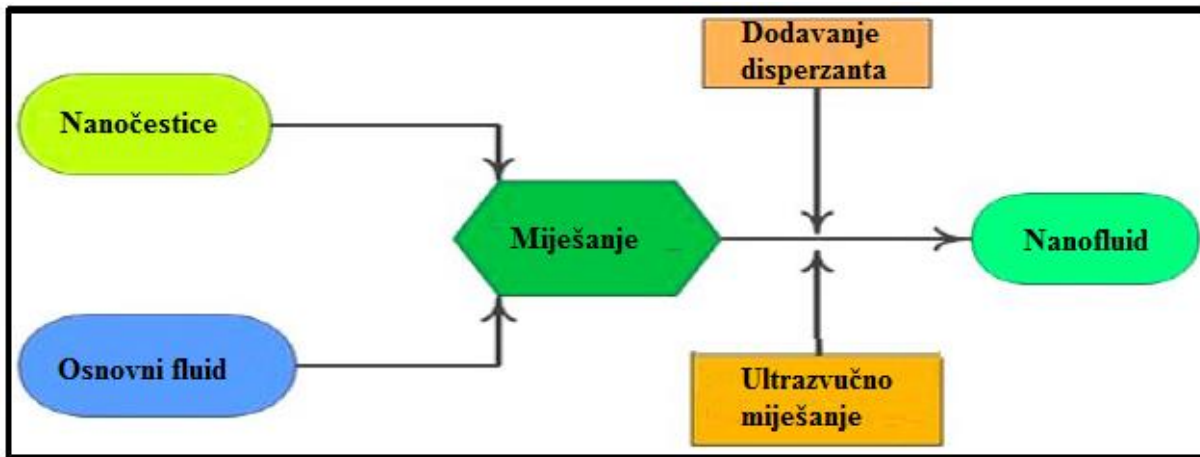 Nanočestice
Osnovni fluid
Miješanje
Dodavanje
disperzanta
Ultrazvučno
miješanje
Nanofluid